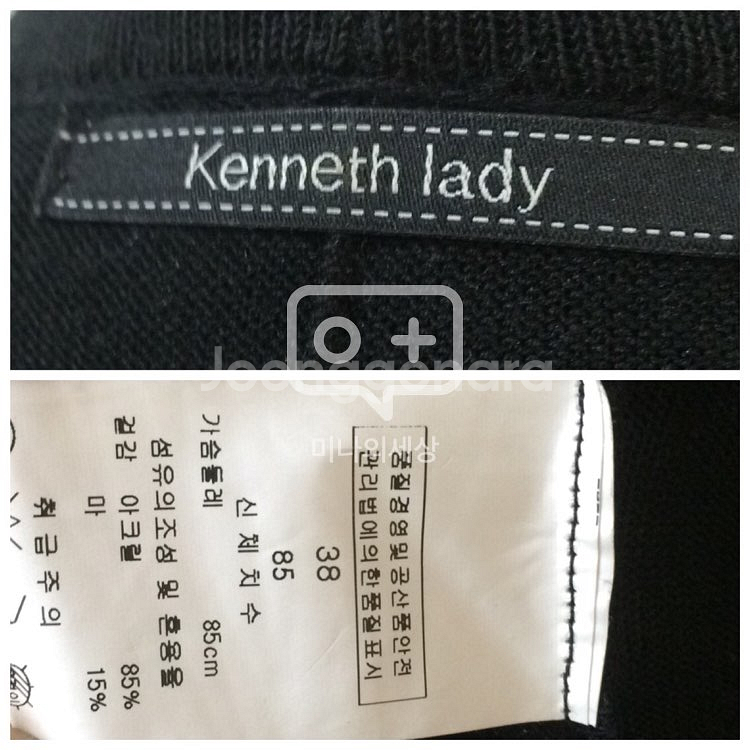 Kenneth lady
Joonggonara
미나의세상
품질경영및공산품안전
관리법에의한품질표시
38
85
신 체 치 수
가슴둘레 85cm
섬유의조성 및 혼용율
겉감 아크릴 85%
마 15%
취 급 주 의